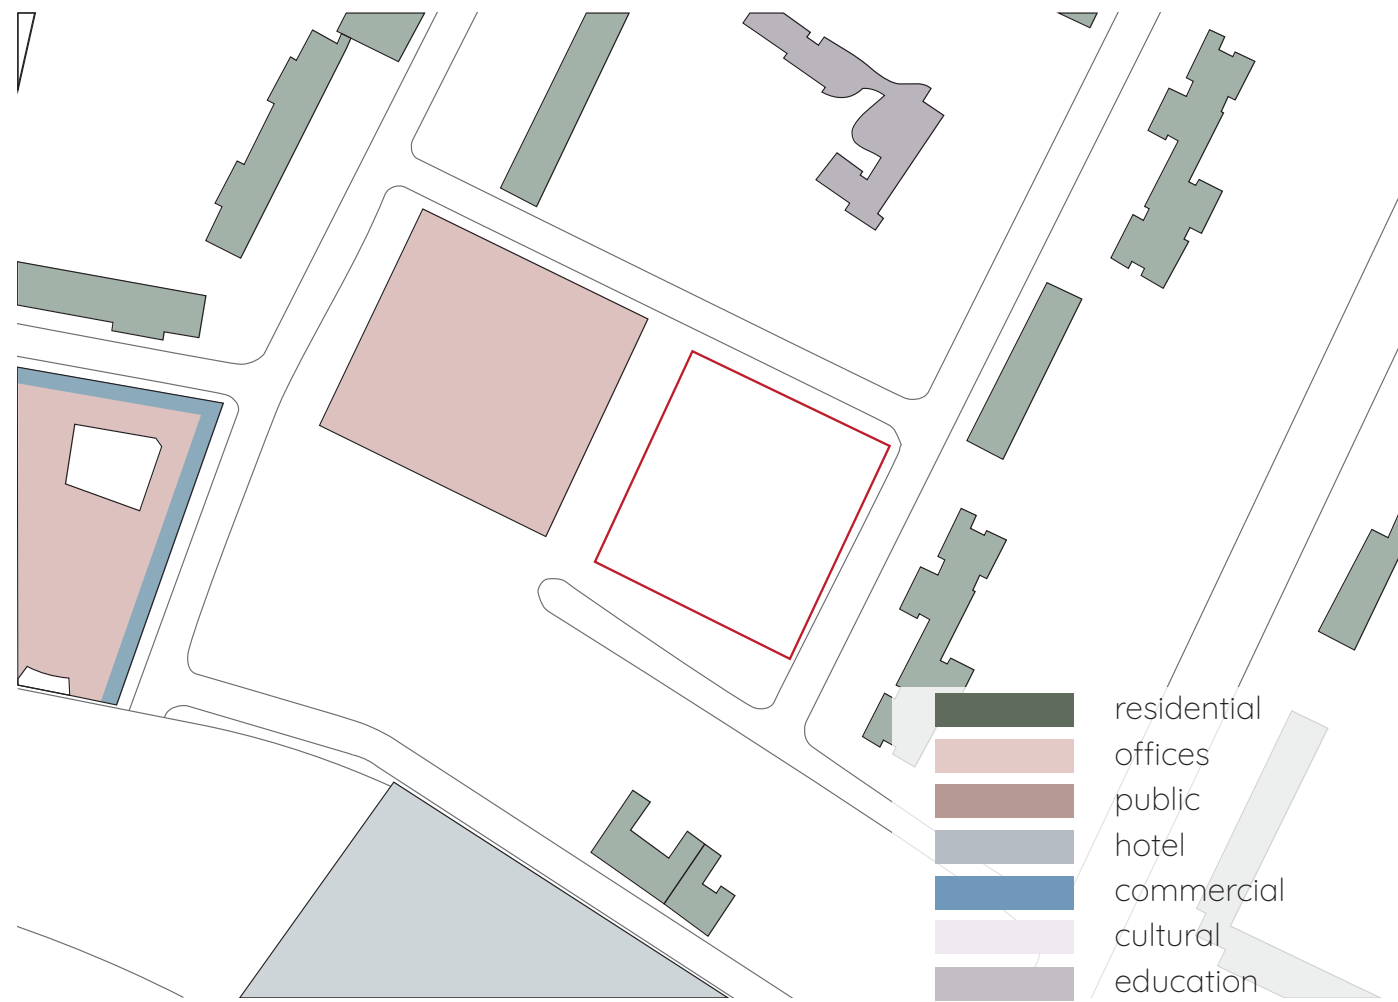 residential
offices
public
hotel
commercial
cultural
education